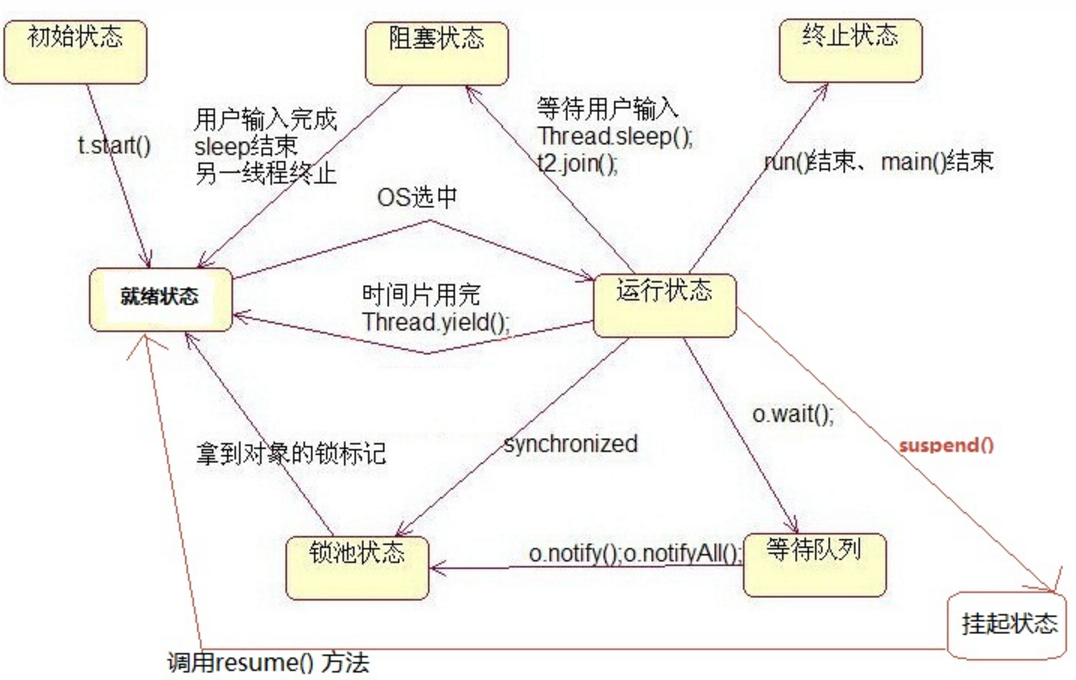 初始状态
阻塞状态
终止状态
t.start()
用户输入完成
sleep结束
另一线程终止
等待用户输入
Thread.sleep();
t2.join();
run()结束、main()结束
OS选中
就绪状态
运行状态
时间片用完
Thread.yield();
o.wait();
拿到对象的锁标记
synchronized
suspend()
锁池状态
o.notify();o.notifyAll();
等待队列
挂起状态
调用resume() 方法